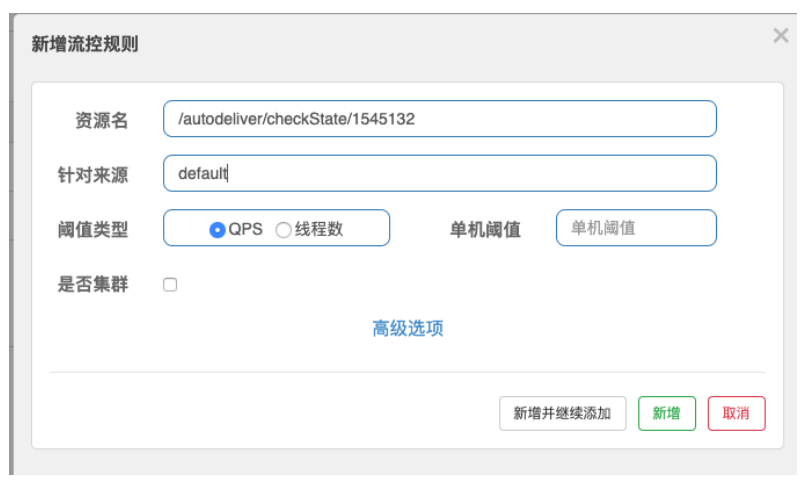 新增流控规则
资源名 /autodeliver/checkState/1545132
针对来源 default
阈值类型 QPS 线程数 单机阈值 单机阈值
是否集群
高级选项
新增并继续添加 新增 取消